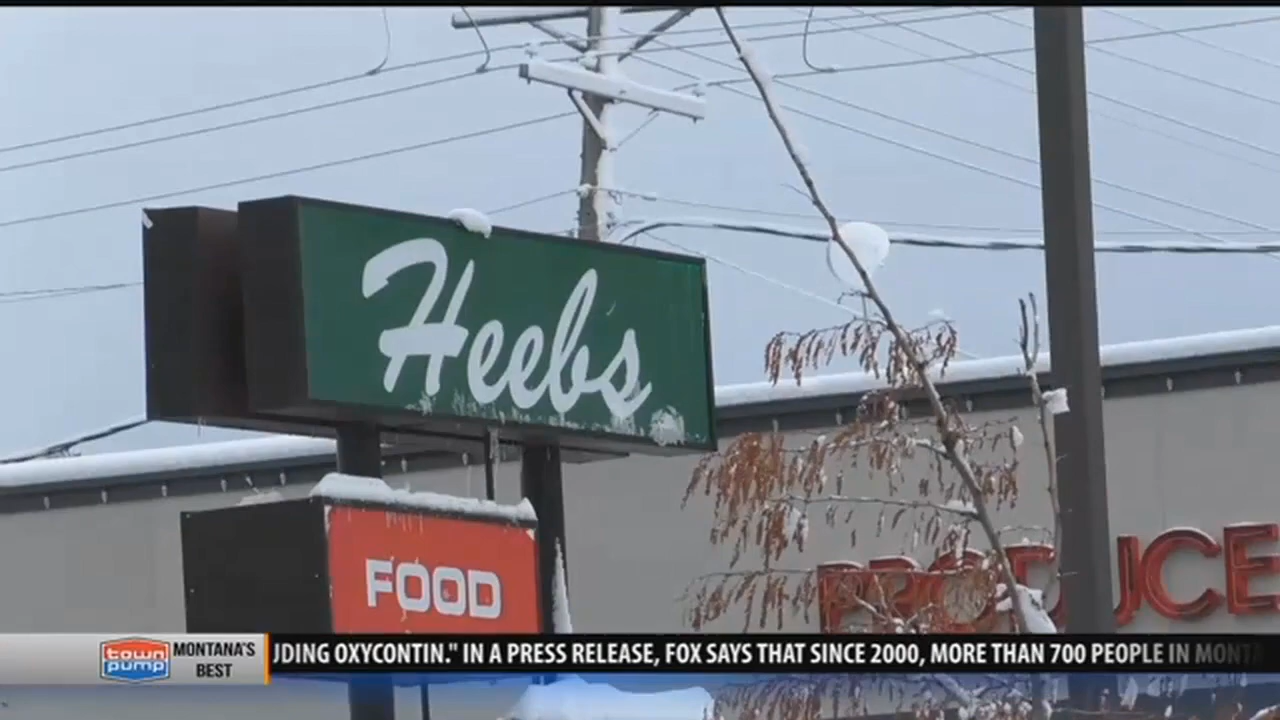 Heeb's
FOOD
PRODUCE
town pump
MONTANA'S
BEST
JDING OXYCONTIN." IN A PRESS RELEASE, FOX SAYS THAT SINCE 2000, MORE THAN 700 PEOPLE IN MONTA